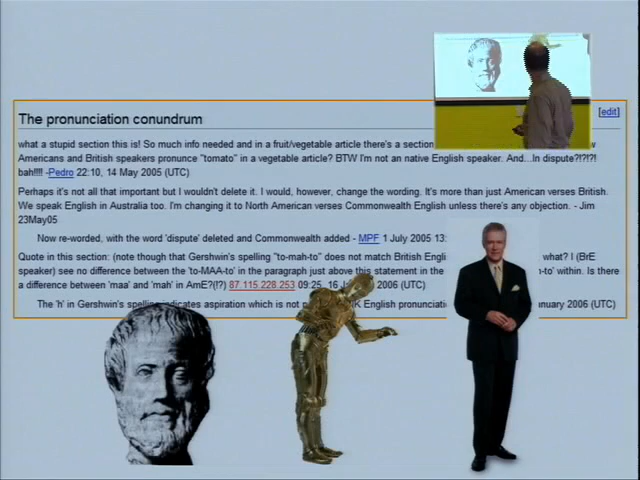 The pronunciation conundrum
[edit]
what a stupid section this is! So much info needed and in a fruit/vegetable article there's a section
Americans and British speakers pronunce "tomato" in a vegetable article? BTW I'm not an native English speaker. And...In dispute?!?!?!
bah!!!! -Pedro 22:10, 14 May 2005 (UTC)
Perhaps it's not all that important but I wouldn't delete it. I would, however, change the wording. It's more than just American verses British.
We speak English in Australia too. I'm changing it to North American verses Commonwealth English unless there's any objection. - Jim
23May05
Now re-worded, with the word 'dispute' deleted and Commonwealth added - MPF 1 July 2005 13:
Quote in this section: (note though that Gershwin's spelling "to-mah-to" does not match British Engli what? I (BrE
speaker) see no difference between the 'to-MAA-to' in the paragraph just above this statement in the within. Is there
a difference between 'maa' and 'mah' in AmE?(!?) 87.115.228.253 09:25, 16 2006 (UTC)
The 'h' in Gershwin's spelling indicates aspiration which is not English 2006 (UTC)